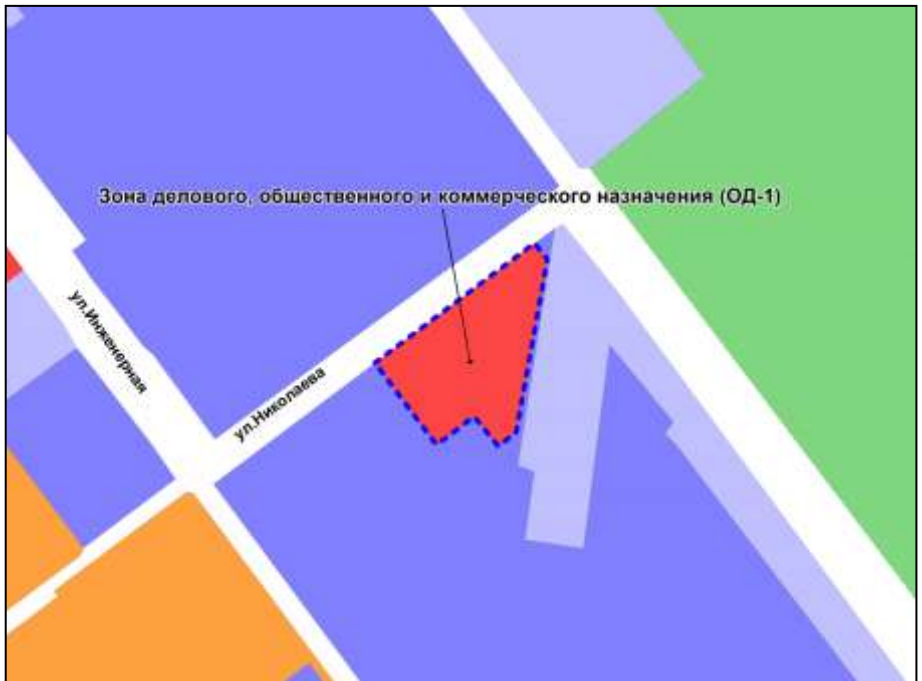 Зона делового, общественного и коммерческого назначения (ОД-1)
ул.Инженерная
ул.Николаева